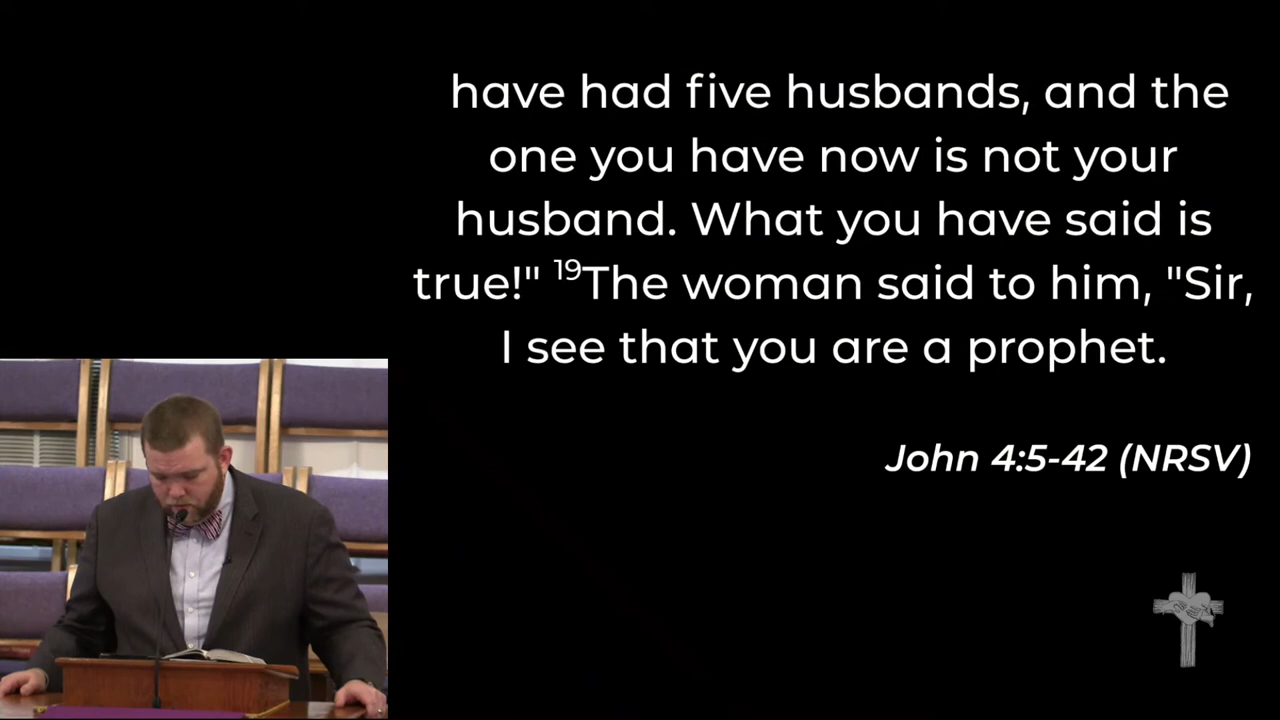 have had five husbands, and the
one you have now is not your
husband. What you have said is
true!" 19The woman said to him, "Sir,
I see that you are a prophet.
John 4:5-42 (NRSV)